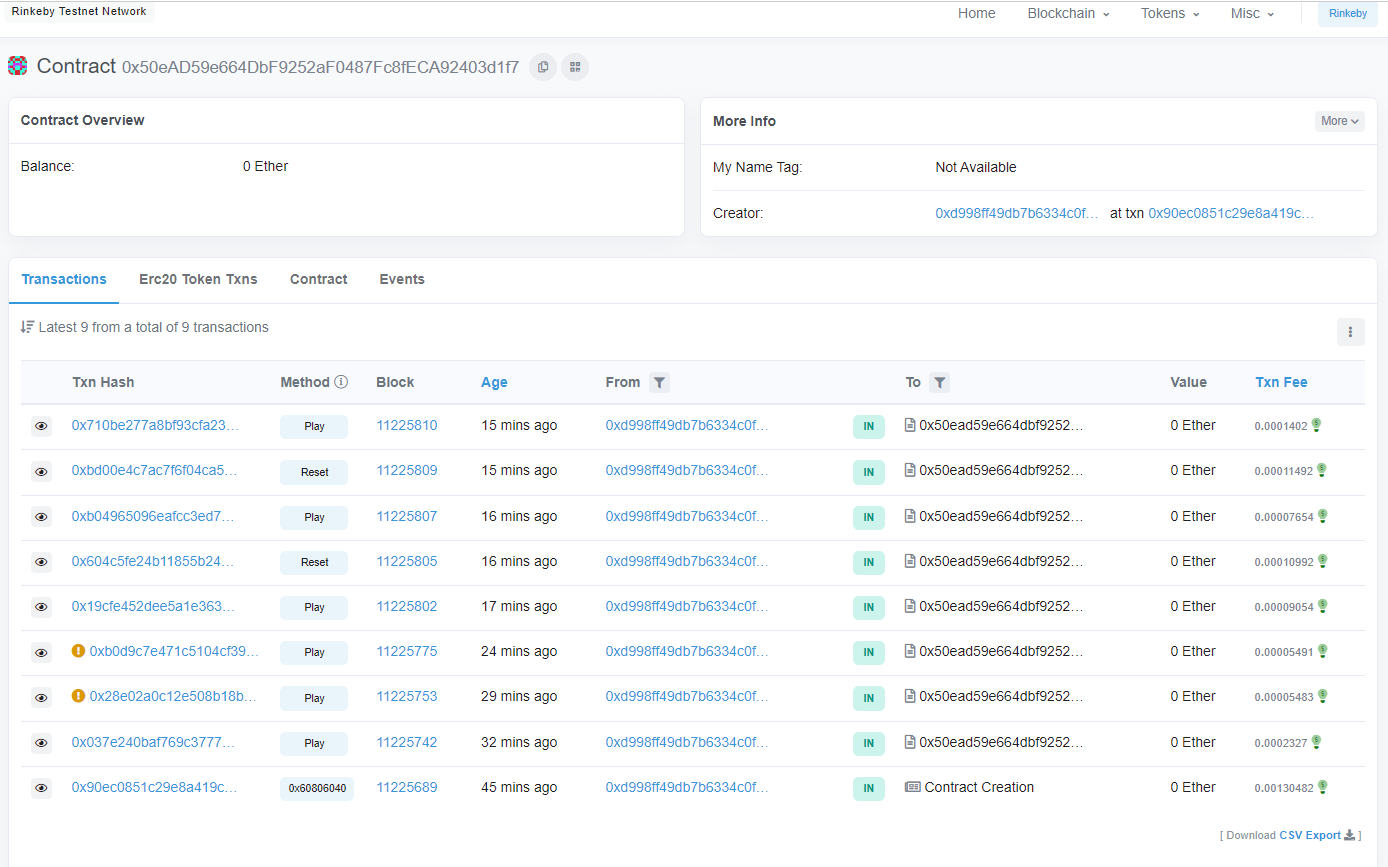 Rinkeby Testnet Network
Home Blockchain Tokens Misc Rinkeby
Contract 0x50eAD59e664DbF9252aF0487Fc8fECA92403d1f7
Contract Overview
Balance: 0 Ether
More Info More
My Name Tag: Not Available
Creator: 0xd998ff49db7b6334c0f... at txn 0x90ec0851c29e8a419c...
Transactions Erc20 Token Txns Contract Events
Latest 9 from a total of 9 transactions
Txn Hash Method Block Age From To Value Txn Fee
0x710be277a8bf93cfa23... Play 11225810 15 mins ago 0xd998ff49db7b6334c0f... IN 0x50ead59e664dbf9252... 0 Ether 0.0001402
0xbd00e4c7ac7f6f04ca5... Reset 11225809 15 mins ago 0xd998ff49db7b6334c0f... IN 0x50ead59e664dbf9252... 0 Ether 0.00011492
0xb04965096eafcc3ed7... Play 11225807 16 mins ago 0xd998ff49db7b6334c0f... IN 0x50ead59e664dbf9252... 0 Ether 0.00007654
0x604c5fe24b11855b24... Reset 11225805 16 mins ago 0xd998ff49db7b6334c0f... IN 0x50ead59e664dbf9252... 0 Ether 0.00010992
0x19cfe452dee5a1e363... Play 11225802 17 mins ago 0xd998ff49db7b6334c0f... IN 0x50ead59e664dbf9252... 0 Ether 0.00009054
0xb0d9c7e471c5104cf39... Play 11225775 24 mins ago 0xd998ff49db7b6334c0f... IN 0x50ead59e664dbf9252... 0 Ether 0.00005491
0x28e02a0c12e508b18b... Play 11225753 29 mins ago 0xd998ff49db7b6334c0f... IN 0x50ead59e664dbf9252... 0 Ether 0.00005483
0x037e240baf769c3777... Play 11225742 32 mins ago 0xd998ff49db7b6334c0f... IN 0x50ead59e664dbf9252... 0 Ether 0.0002327
0x90ec0851c29e8a419c... 0x60806040 11225689 45 mins ago 0xd998ff49db7b6334c0f... IN Contract Creation 0 Ether 0.00130482
[ Download CSV Export ]